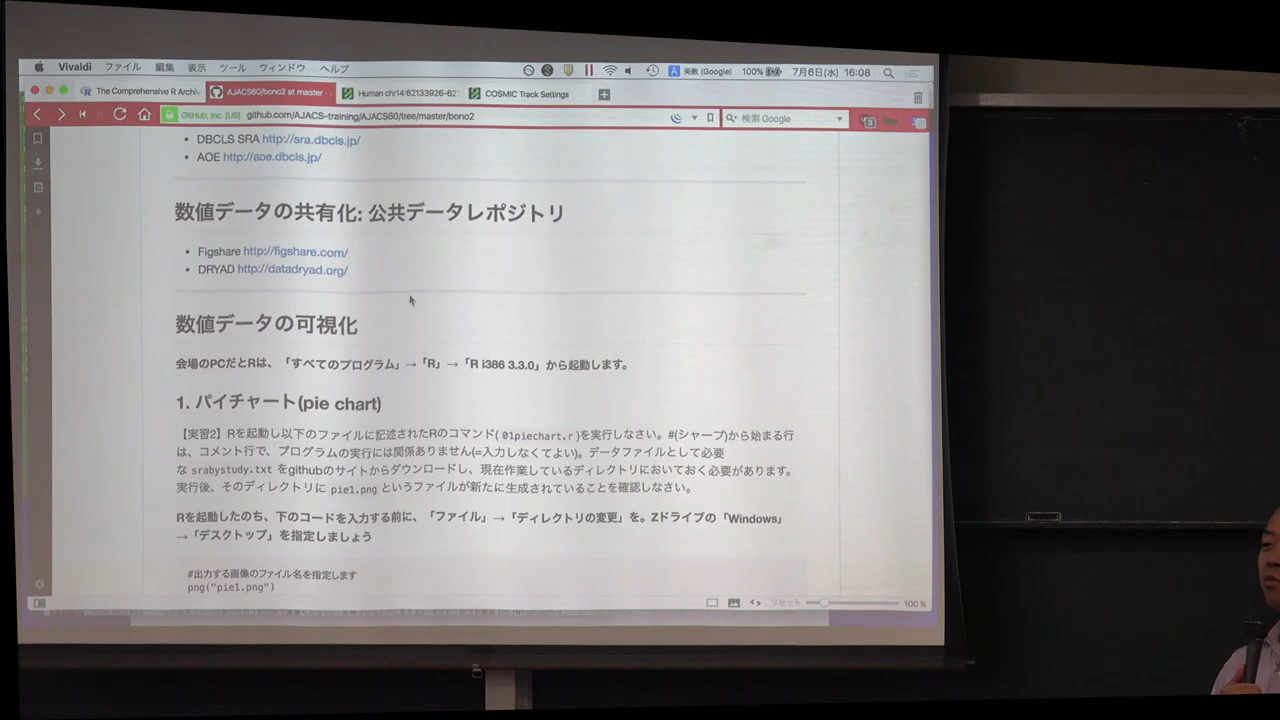 Vivaldi ファイル 編集 表示 ツール ウィンドウ ヘルプ 英数 (Google) 100% 7月6日(水) 16:08
The Comprehensive R Archiv AJACS60/bono2 at master Human chr14:62133926-62 COSMIC Track Settings
GitHub, Inc. [US] github.com/AJACS-training/AJACS60/tree/master/bono2 検索 Google
DBCLS SRA http://sra.dbcls.jp/
AOE http://aoe.dbcls.jp/
数値データの共有化: 公共データレポジトリ
Figshare http://figshare.com/
DRYAD http://datadryad.org/
数値データの可視化
会場のPCだとRは、「すべてのプログラム」→「R」→「R i386 3.3.0」から起動します。
1. パイチャート(pie chart)
【実習2】Rを起動し以下のファイルに記述されたRのコマンド( 01piechart.r )を実行しなさい。#(シャープ)から始まる行
は、コメント行で、プログラムの実行には関係ありません(=入力しなくてよい)。データファイルとして必要
な srabystudy.txt をgithubのサイトからダウンロードし、現在作業しているディレクトリにおいておく必要があります。
実行後、そのディレクトリに pie1.png というファイルが新たに生成されていることを確認しなさい。
Rを起動したのち、下のコードを入力する前に、「ファイル」→「ディレクトリの変更」を。Zドライブの「Windows」
→「デスクトップ」を指定しましょう
#出力する画像のファイル名を指定します
png("pie1.png")
リセット 100 %